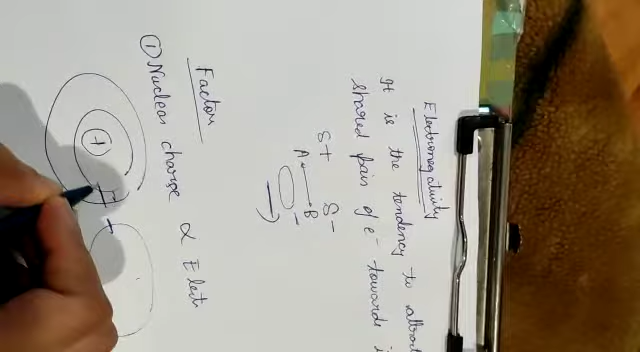 Electronegativity
It is the tendency to attract
shared pair of e⁻ towards i
δ+ δ-
A B
-
Factors
① Nuclear charge ∝ Elect
+